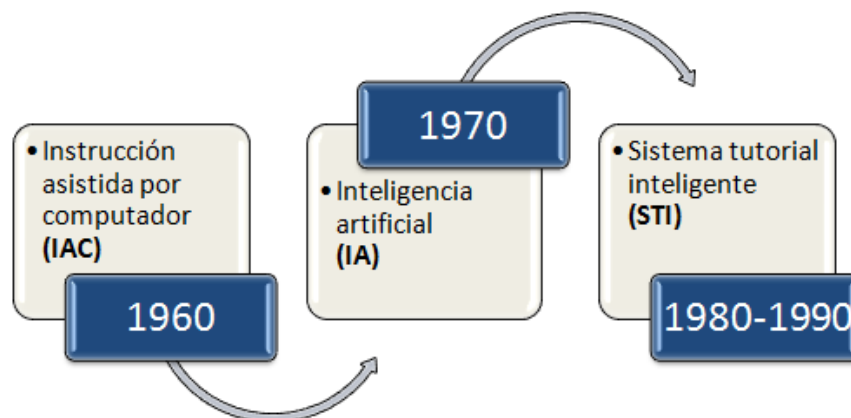 • Instrucción
asistida por
computador
(IAC)
1960
1970
• Inteligencia
artificial
(IA)
• Sistema tutorial
inteligente
(STI)
1980-1990